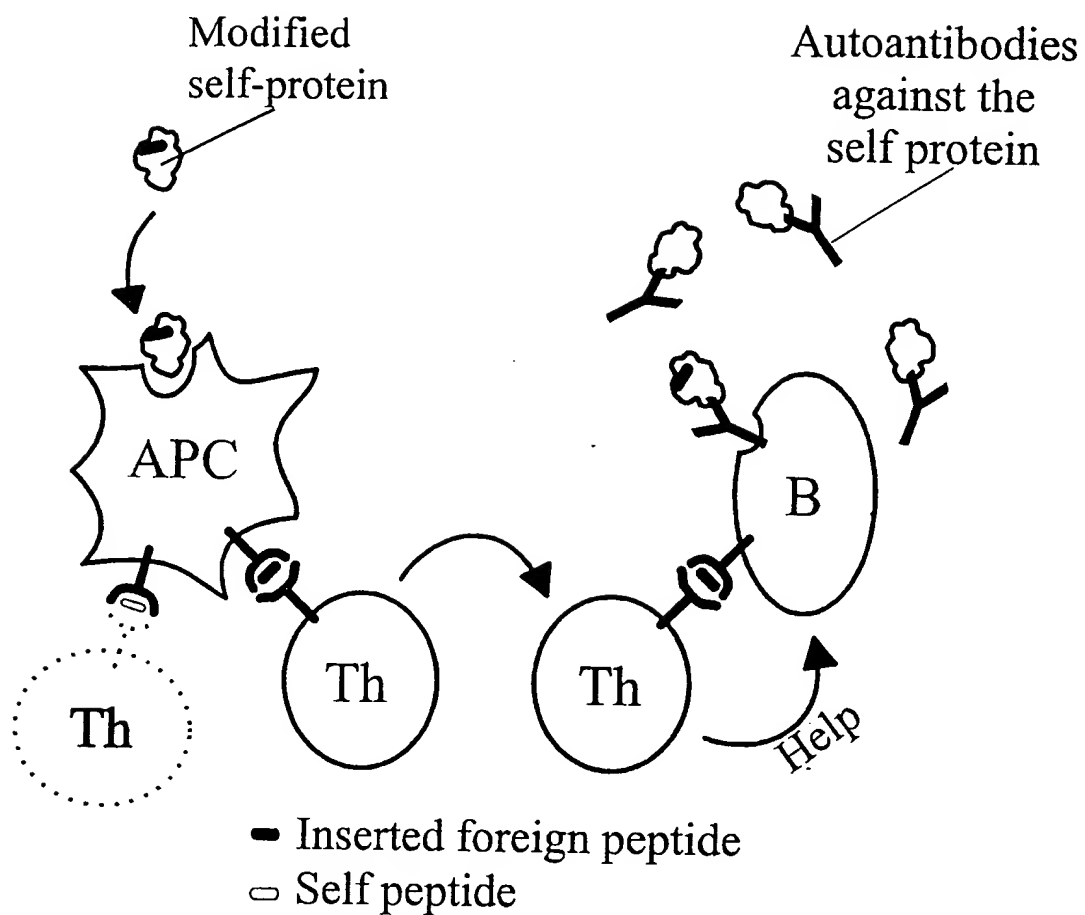 Modified
self-protein
Autoantibodies
against the
self protein
APC
B
Th
Th
Th
Help
Inserted foreign peptide
Self peptide